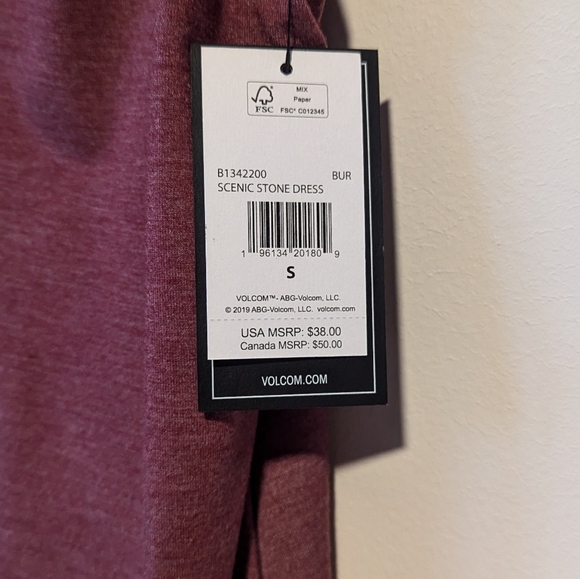 MIX
Paper
FSC
FSC® C012345
B1342200 BUR
SCENIC STONE DRESS
1 96134 20180 9
S
VOLCOM™- ABG-Volcom, LLC.
© 2019 ABG-Volcom, LLC. volcom.com
USA MSRP: $38.00
Canada MSRP: $50.00
VOLCOM.COM